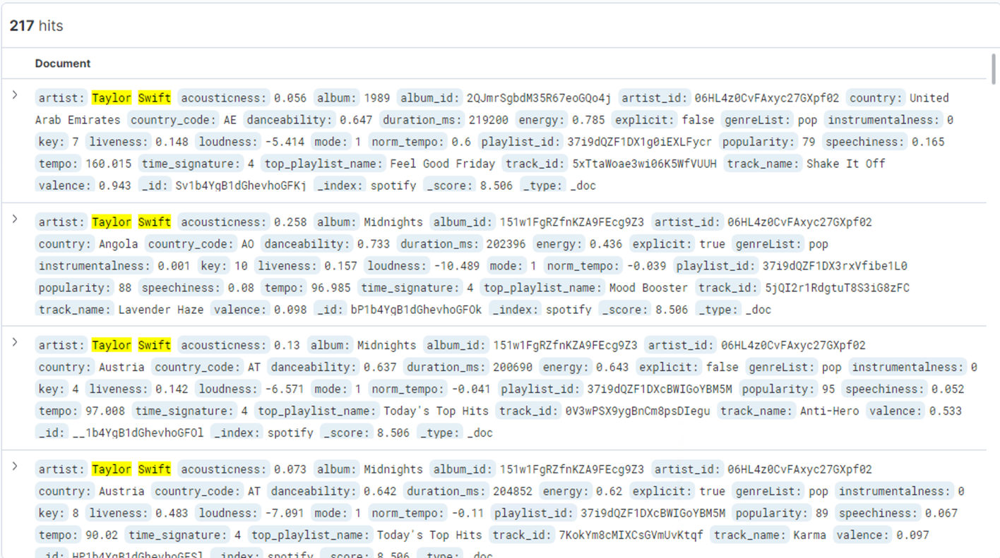 217 hits
Document
artist: Taylor Swift acousticness: 0.056 album: 1989 album_id: 2QJmrSgbdM35R67eoGQo4j artist_id: 06HL4z0CvFAxyc27GXpf02 country: United
Arab Emirates country_code: AE danceability: 0.647 duration_ms: 219200 energy: 0.785 explicit: false genreList: pop instrumentalness: 0
key: 7 liveness: 0.148 loudness: -5.414 mode: 1 norm_tempo: 0.6 playlist_id: 37i9dQZF1DX1g0iEXLFycr popularity: 79 speechiness: 0.165
tempo: 160.015 time_signature: 4 top_playlist_name: Feel Good Friday track_id: 5xTtaWoae3wi06K5WfVUUH track_name: Shake It Off
valence: 0.943 _id: Sv1b4YgB1dGhevhoGFKj _index: spotify _score: 8.506 _type: _doc
artist: Taylor Swift acousticness: 0.258 album: Midnights album_id: 151w1FgRZfnKZA9FEcg9Z3 artist_id: 06HL4z0CvFAxyc27GXpf02
country: Angola country_code: AO danceability: 0.733 duration_ms: 202396 energy: 0.436 explicit: true genreList: pop
instrumentalness: 0.001 key: 10 liveness: 0.157 loudness: -10.489 mode: 1 norm_tempo: -0.039 playlist_id: 37i9dQZF1DX3rxVfibe1L0
popularity: 88 speechiness: 0.08 tempo: 96.985 time_signature: 4 top_playlist_name: Mood Booster track_id: 5jQI2r1RdgtuT8S3iG8zFC
track_name: Lavender Haze valence: 0.098 _id: bP1b4YgB1dGhevhoGFOk _index: spotify _score: 8.506 _type: _doc
artist: Taylor Swift acousticness: 0.13 album: Midnights album_id: 151w1FgRZfnKZA9FEcg9Z3 artist_id: 06HL4z0CvFAxyc27GXpf02
country: Austria country_code: AT danceability: 0.637 duration_ms: 200690 energy: 0.643 explicit: false genreList: pop instrumentalness: 0
key: 4 liveness: 0.142 loudness: -6.571 mode: 1 norm_tempo: -0.041 playlist_id: 37i9dQZF1DXcBWIGoYBM5M popularity: 95 speechiness: 0.052
tempo: 97.008 time_signature: 4 top_playlist_name: Today's Top Hits track_id: 0V3wPSX9ygBnCm8psDIegu track_name: Anti-Hero valence: 0.533
_id: __1b4YgB1dGhevhoGFOl _index: spotify _score: 8.506 _type: _doc
artist: Taylor Swift acousticness: 0.073 album: Midnights album_id: 151w1FgRZfnKZA9FEcg9Z3 artist_id: 06HL4z0CvFAxyc27GXpf02
country: Austria country_code: AT danceability: 0.642 duration_ms: 204852 energy: 0.62 explicit: true genreList: pop instrumentalness: 0
key: 8 liveness: 0.483 loudness: -7.091 mode: 1 norm_tempo: -0.11 playlist_id: 37i9dQZF1DXcBWIGoYBM5M popularity: 89 speechiness: 0.067
tempo: 90.02 time_signature: 4 top_playlist_name: Today's Top Hits track_id: 7KokYm8cMIXCsGVmUvKtqf track_name: Karma valence: 0.097
_id: HP1b4YgB1dGhevhoGFSl _index: spotify _score: 8.506 _type: _doc